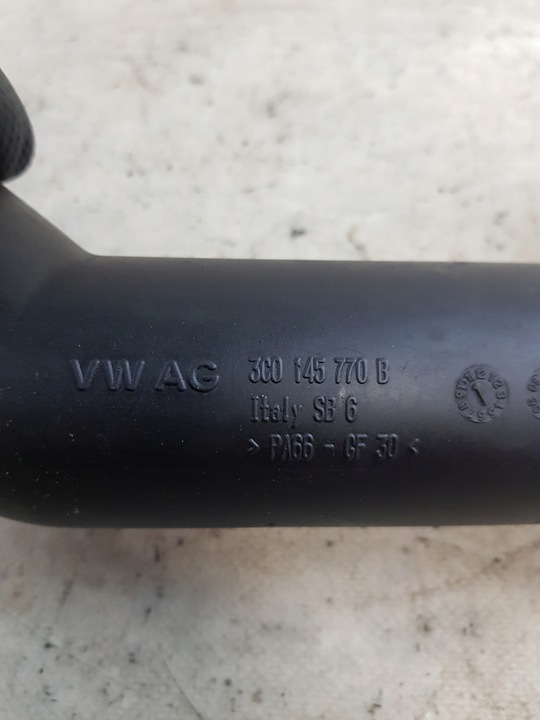 VW AG 3C0 145 770 B
Italy SB 6
> PA66 - GF 30 <